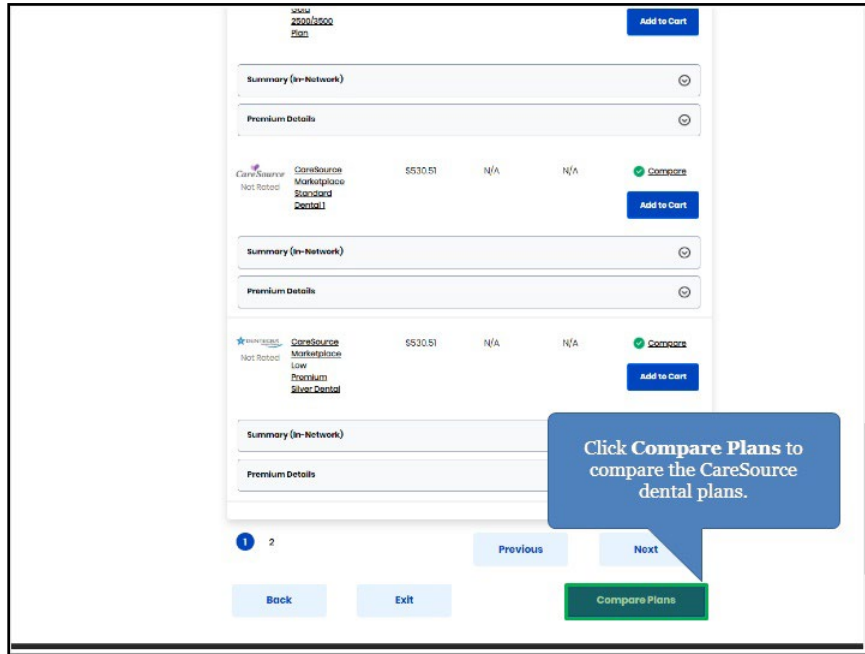 Gold
2500/3500
Plan
Add to Cart
Summary (In-Network)
Premium Details
CareSource
Not Rated
CareSource
Marketplace
Standard
Dental 1
$530.51
N/A
N/A
Compare
Add to Cart
Summary (In-Network)
Premium Details
DENTEGRA
Not Rated
CareSource
Marketplace
Low
Premium
Silver Dental
$530.51
N/A
N/A
Compare
Add to Cart
Summary (In-Network)
Premium Details
Click Compare Plans to
compare the CareSource
dental plans.
1
2
Previous
Next
Back
Exit
Compare Plans